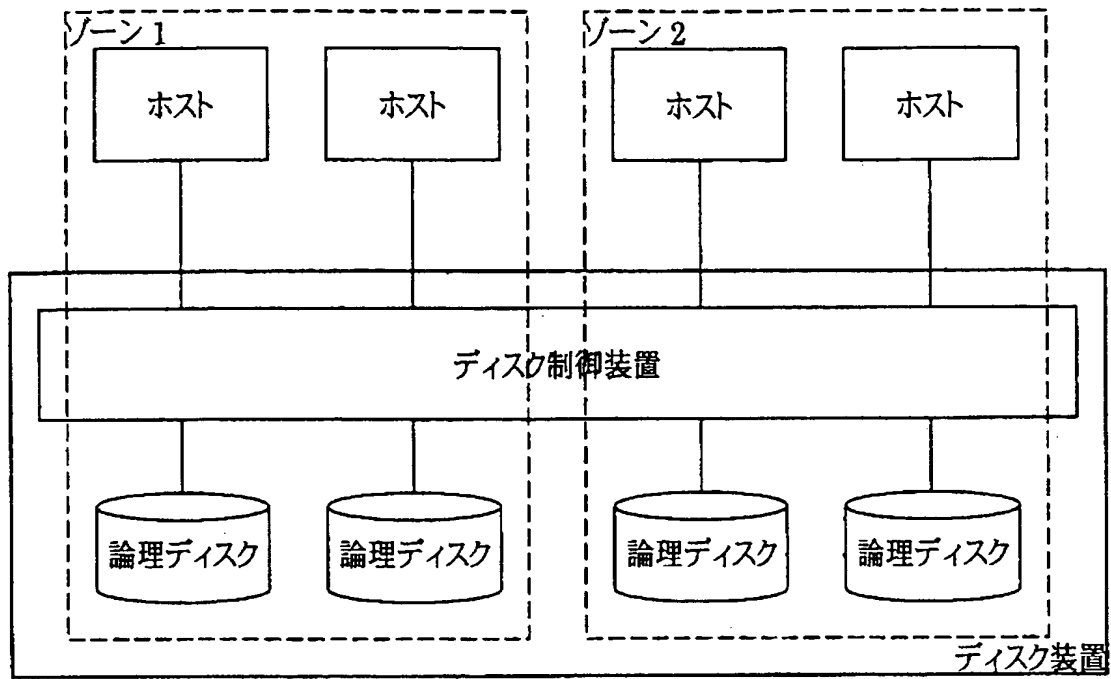 ゾーン 1
ゾーン 2
ホスト
ホスト
ホスト
ホスト
ディスク制御装置
論理ディスク
論理ディスク
論理ディスク
論理ディスク
ディスク装置